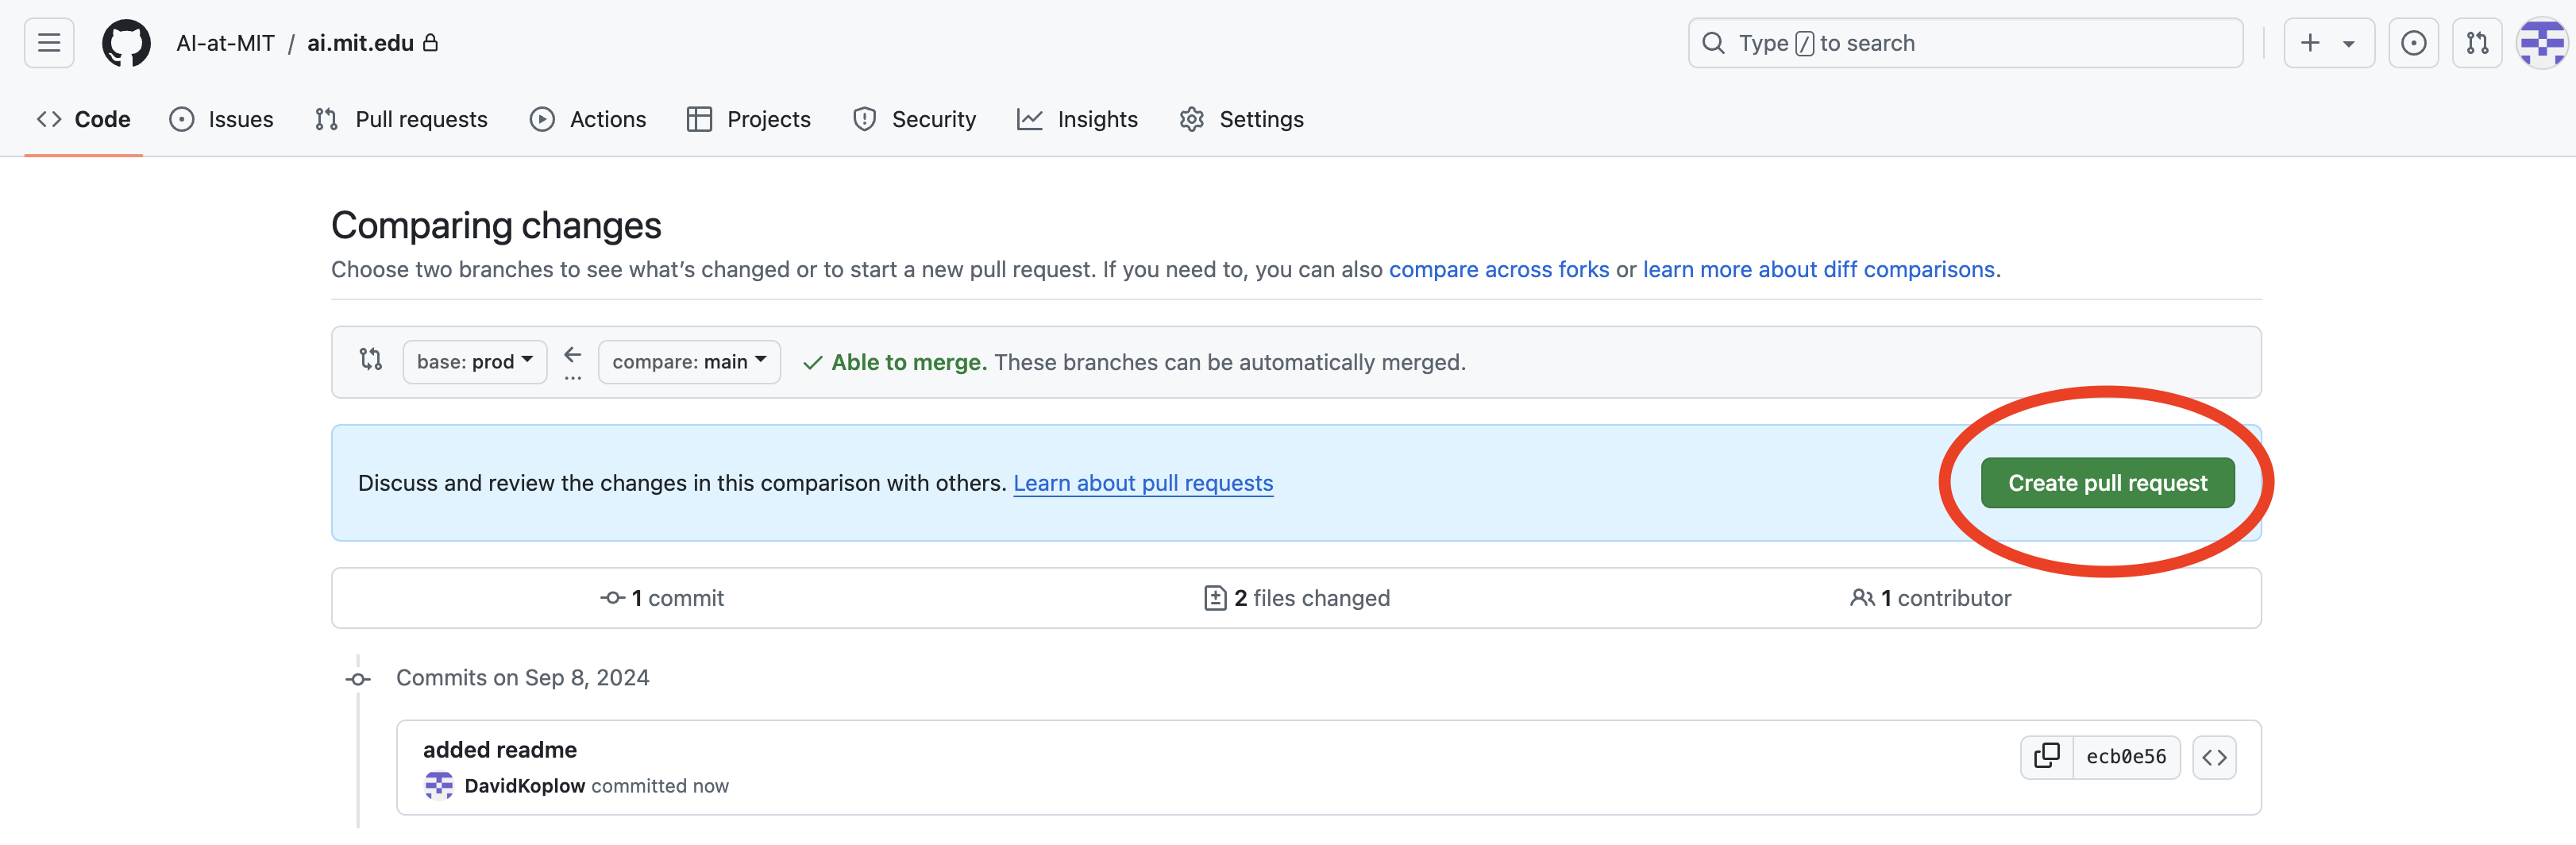 AI-at-MIT / ai.mit.edu
Type / to search
Code Issues Pull requests Actions Projects Security Insights Settings
Comparing changes
Choose two branches to see what’s changed or to start a new pull request. If you need to, you can also compare across forks or learn more about diff comparisons.
base: prod ... compare: main Able to merge. These branches can be automatically merged.
Discuss and review the changes in this comparison with others. Learn about pull requests Create pull request
1 commit 2 files changed 1 contributor
Commits on Sep 8, 2024
added readme
ecb0e56
DavidKoplow committed now